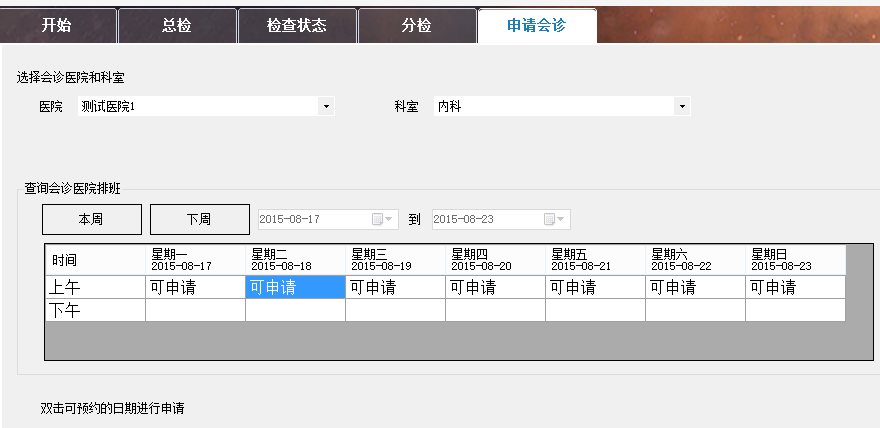 开始 总检 检查状态 分检 申请会诊
选择会诊医院和科室
医院 测试医院1 科室 内科
查询会诊医院排班
本周 下周 2015-08-17 到 2015-08-23
时间 星期一 星期二 星期三 星期四 星期五 星期六 星期日
2015-08-17 2015-08-18 2015-08-19 2015-08-20 2015-08-21 2015-08-22 2015-08-23
上午 可申请 可申请 可申请 可申请 可申请 可申请 可申请
下午
双击可预约的日期进行申请